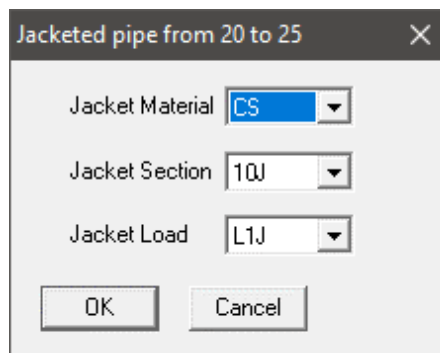 Jacketed pipe from 20 to 25
Jacket Material CS
Jacket Section 10J
Jacket Load L1J
OK Cancel